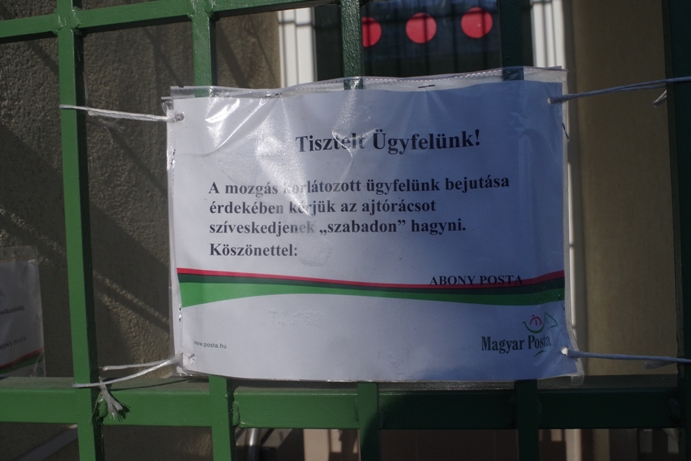 Tisztelt Ügyfelünk!
A mozgás korlátozott ügyfelünk bejutása
érdekében kérjük az ajtórácsot
szíveskedjenek „szabadon” hagyni.
Köszönettel:
ABONY POSTA
www.posta.hu
Magyar Posta